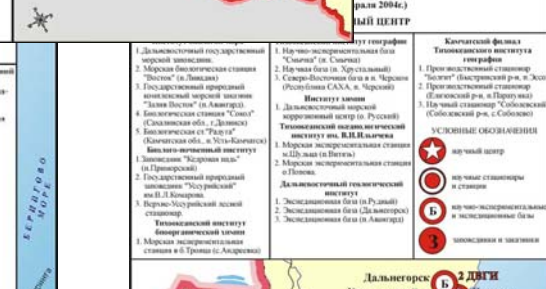 враля 2004г.)
ЫЙ ЦЕНТР
1. Дальневосточный государственный
морской заповедник.
2. Морская биологическая станция
"Восток" (п.Ливадия)
3. Государственный природный
комплексный морской заказник
"Залив Восток" (п.Авангард).
4. Биологическая станция "Сокол"
(Сахалинская обл., г.Долинск)
5. Биологическая ст."Радуга"
(Камчатская обл., п.Усть-Камчатск)
Биолого-почвенный институт
1.Заповедник "Кедровая падь"
(п.Приморский)
2. Государственный природный
заповедник "Уссурийский"
им.В.Л.Комарова.
3. Верхне-Уссурийский лесной
стационар.
Тихоокеанский институт
биоорганической химии
1. Морская экспериментальная
станция в б.Троица (с.Андреевка)
институт географии
1. Научно-экспериментальная база
"Смычка" (п. Смычка)
2. Научная база (п. Хрустальный)
3. Северо-Восточная база в п. Черском
(Республика САХА, п. Черский)
Институт химии
1. Дальневосточный морской
коррозионный центр (о. Русский)
Тихоокеанский океанологический
институт им. В.И.Ильичева
1. Морская экспериментальная станция
м.Шульца (п.Витязь)
2. Морская экспериментальная станция
о.Попова.
Дальневосточный геологический
институт
1. Экспедиционная база (п.Рудный)
2. Экспедиционная база (Дальнегорск)
3. Экспедиционная база (п.Авангард)
Камчатский филиал
Тихоокеанского института
географии
1. Производственный стационар
(Быстринский р-н, п.Эссо)
2. Производственный стационар
(Елизовский р-н, п.Паратунка)
3. Научный стационар "Соболевский"
(Соболевский р-н, с.Соболево)
УСЛОВНЫЕ ОБОЗНАЧЕНИЯ
научный центр
научные стационары
и станции
Б
научно-экспериментальные
и экспедиционные базы
3
заповедники и заказники
БЕРИНГОВО
МОРЕ
Дальнегорск
Б
2 ДВГИ